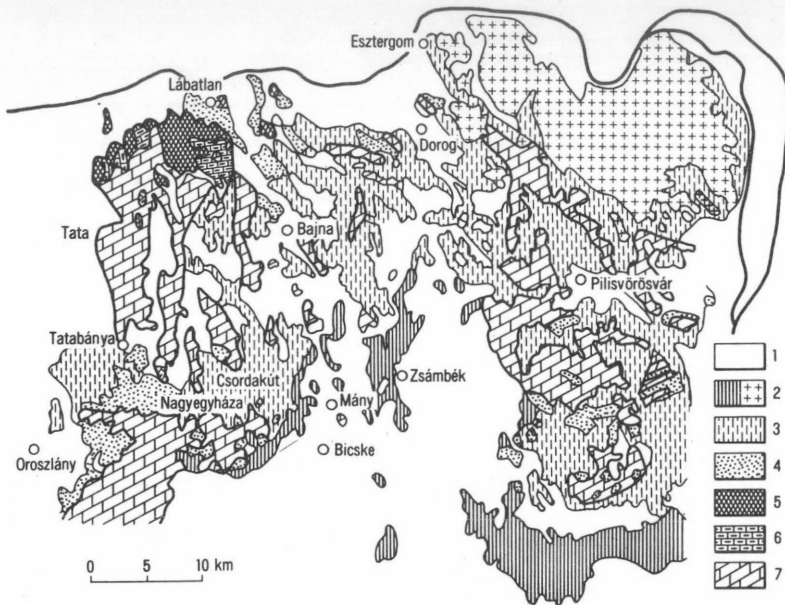 Esztergom
Lábatlan
Dorog
Bajna
Tata
Pilisvörösvár
Tatabánya
Csordakút
Zsámbék
Nagyegyháza
Mány
Oroszlány
Bicske
0 5 10 km
1
2
3
4
5
6
7